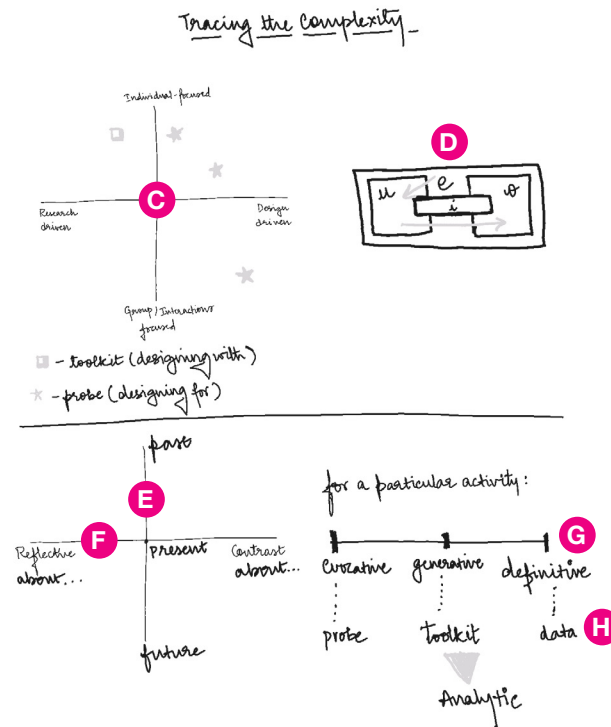 Tracing the Complexity
Individual-focused
C
Research driven
Design driven
Group/Interactions
focused
- toolkit (designing with)
- probe (designing for)
D
u e v
i
past
E
F
Reflective
about...
present
Contrast
about...
future
for a particular activity:
G
evocative generative definitive
probe toolkit data H
Analytic